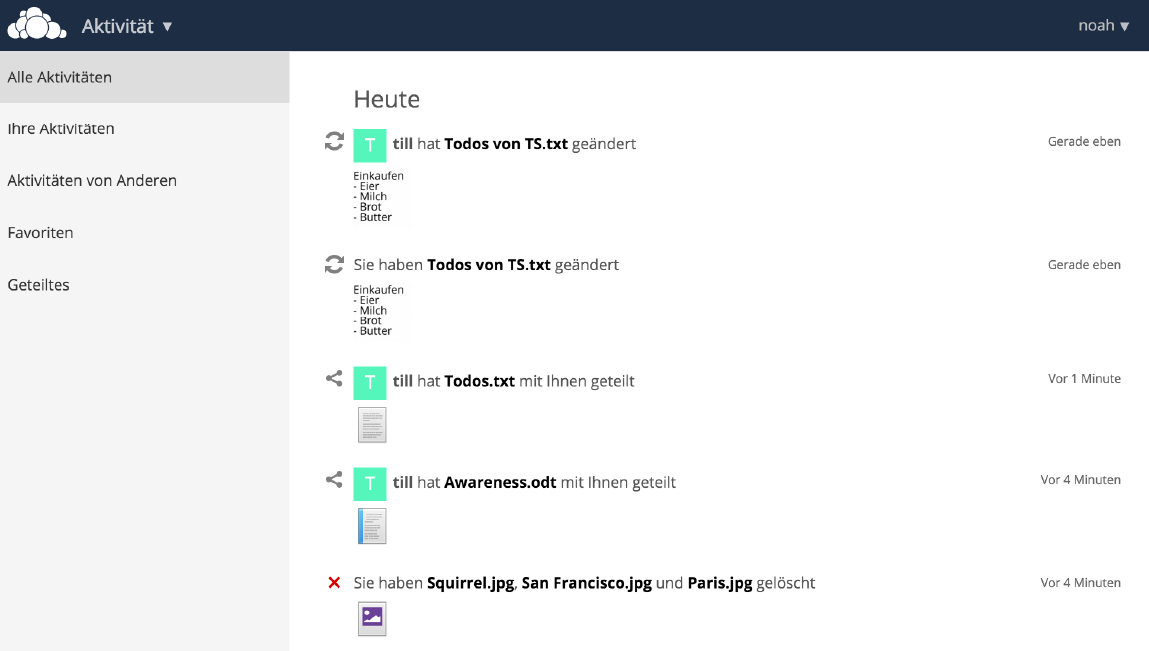 Aktivität ▼
noah ▼
Alle Aktivitäten
Ihre Aktivitäten
Aktivitäten von Anderen
Favoriten
Geteiltes
Heute
T till hat Todos von TS.txt geändert Gerade eben
Einkaufen
- Eier
- Milch
- Brot
- Butter
Sie haben Todos von TS.txt geändert Gerade eben
Einkaufen
- Eier
- Milch
- Brot
- Butter
T till hat Todos.txt mit Ihnen geteilt Vor 1 Minute
T till hat Awareness.odt mit Ihnen geteilt Vor 4 Minuten
Sie haben Squirrel.jpg, San Francisco.jpg und Paris.jpg gelöscht Vor 4 Minuten